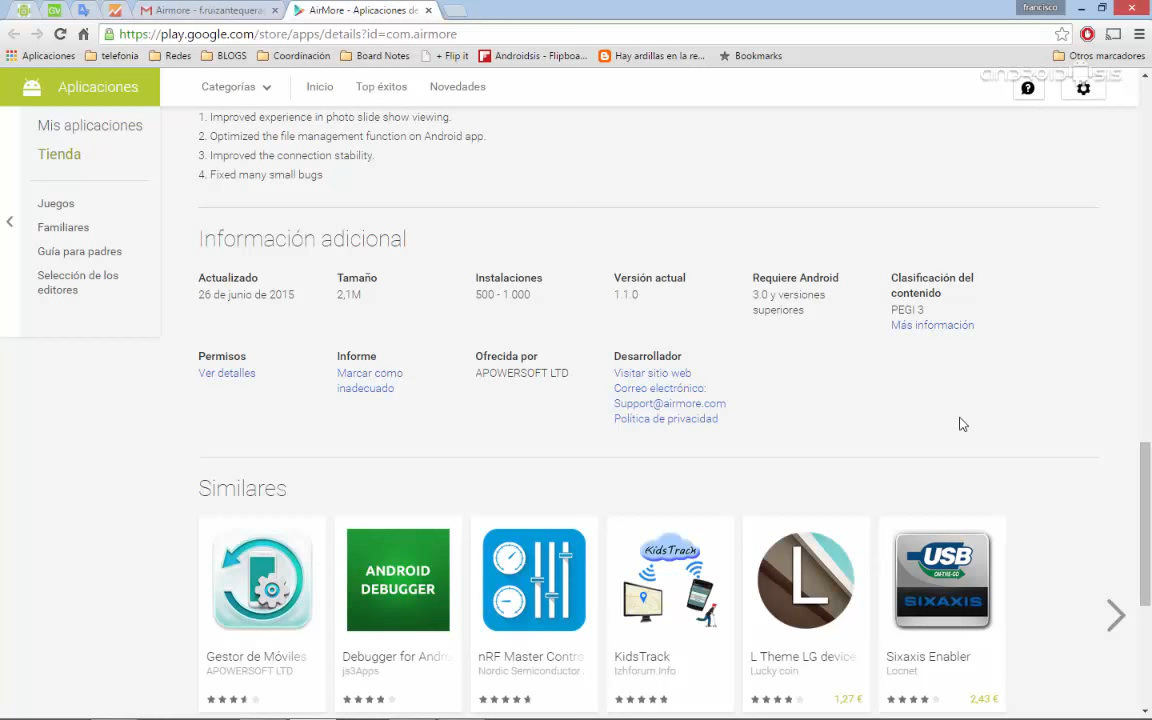 francisco
Airmore - f.ruizantequera
AirMore - Aplicaciones de
https://play.google.com/store/apps/details?id=com.airmore
Aplicaciones telefonia Redes BLOGS Coordinación Board Notes + Flip it Androidsis - Flipboa... Hay ardillas en la re... Bookmarks Otros marcadores
androidsis
Aplicaciones Categorías Inicio Top éxitos Novedades
Mis aplicaciones
Tienda
Juegos
Familiares
Guía para padres
Selección de los
editores
1. Improved experience in photo slide show viewing.
2. Optimized the file management function on Android app.
3. Improved the connection stability.
4. Fixed many small bugs
Información adicional
Actualizado
26 de junio de 2015
Tamaño
2,1M
Instalaciones
500 - 1.000
Versión actual
1.1.0
Requiere Android
3.0 y versiones
superiores
Clasificación del
contenido
PEGI 3
Más información
Permisos
Ver detalles
Informe
Marcar como
inadecuado
Ofrecida por
APOWERSOFT LTD
Desarrollador
Visitar sitio web
Correo electrónico:
Support@airmore.com
Política de privacidad
Similares
Gestor de Móviles
APOWERSOFT LTD
ANDROID
DEBUGGER
Debugger for Andr
js3Apps
nRF Master Contro
Nordic Semiconductor
KidsTrack
KidsTrack
Izhforum.Info
L
L Theme LG device
Lucky coin
1,27 €
USB
ON-THE-GO
SIXAXIS
Sixaxis Enabler
Locnet
2,43 €